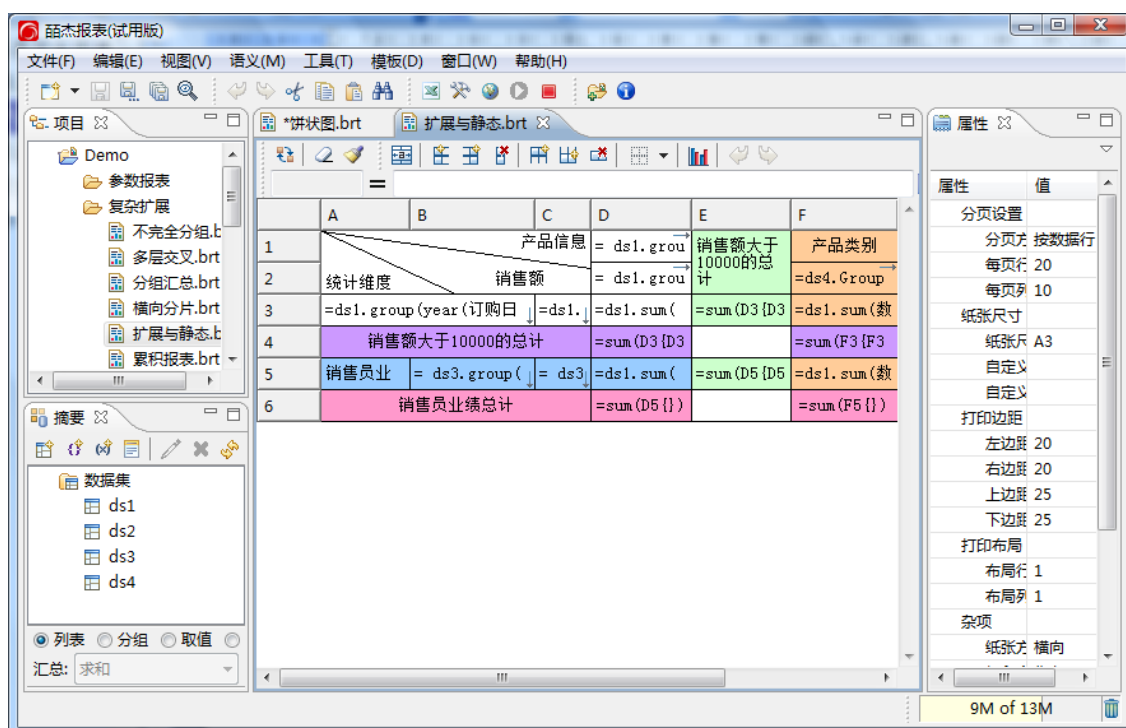 皕杰报表(试用版)
文件(F) 编辑(E) 视图(V) 语义(M) 工具(T) 模板(D) 窗口(W) 帮助(H)
项目
Demo
参数报表
复杂扩展
不完全分组.b
多层交叉.brt
分组汇总.brt
横向分片.brt
扩展与静态.b
累积报表.brt
摘要
数据集
ds1
ds2
ds3
ds4
列表 分组 取值
汇总: 求和
*饼状图.brt 扩展与静态.brt
=
A B C D E F
1 产品信息 = ds1.grou 销售额大于10000的总计 产品类别
2 统计维度 销售额 = ds1.grou =ds4.Group
3 =ds1.group(year(订购日 =ds1. =ds1.sum( =sum(D3{D3 =ds1.sum(数
4 销售额大于10000的总计 =sum(D3{D3 =sum(F3{F3
5 销售员业 = ds3.group( = ds3 =ds1.sum( =sum(D5{D5 =ds1.sum(数
6 销售员业绩总计 =sum(D5{}) =sum(F5{})
属性
属性 值
分页设置
分页方 按数据行
每页行 20
每页列 10
纸张尺寸
纸张尺 A3
自定义
自定义
打印边距
左边距 20
右边距 20
上边距 25
下边距 25
打印布局
布局行 1
布局列 1
杂项
纸张方 横向
9M of 13M